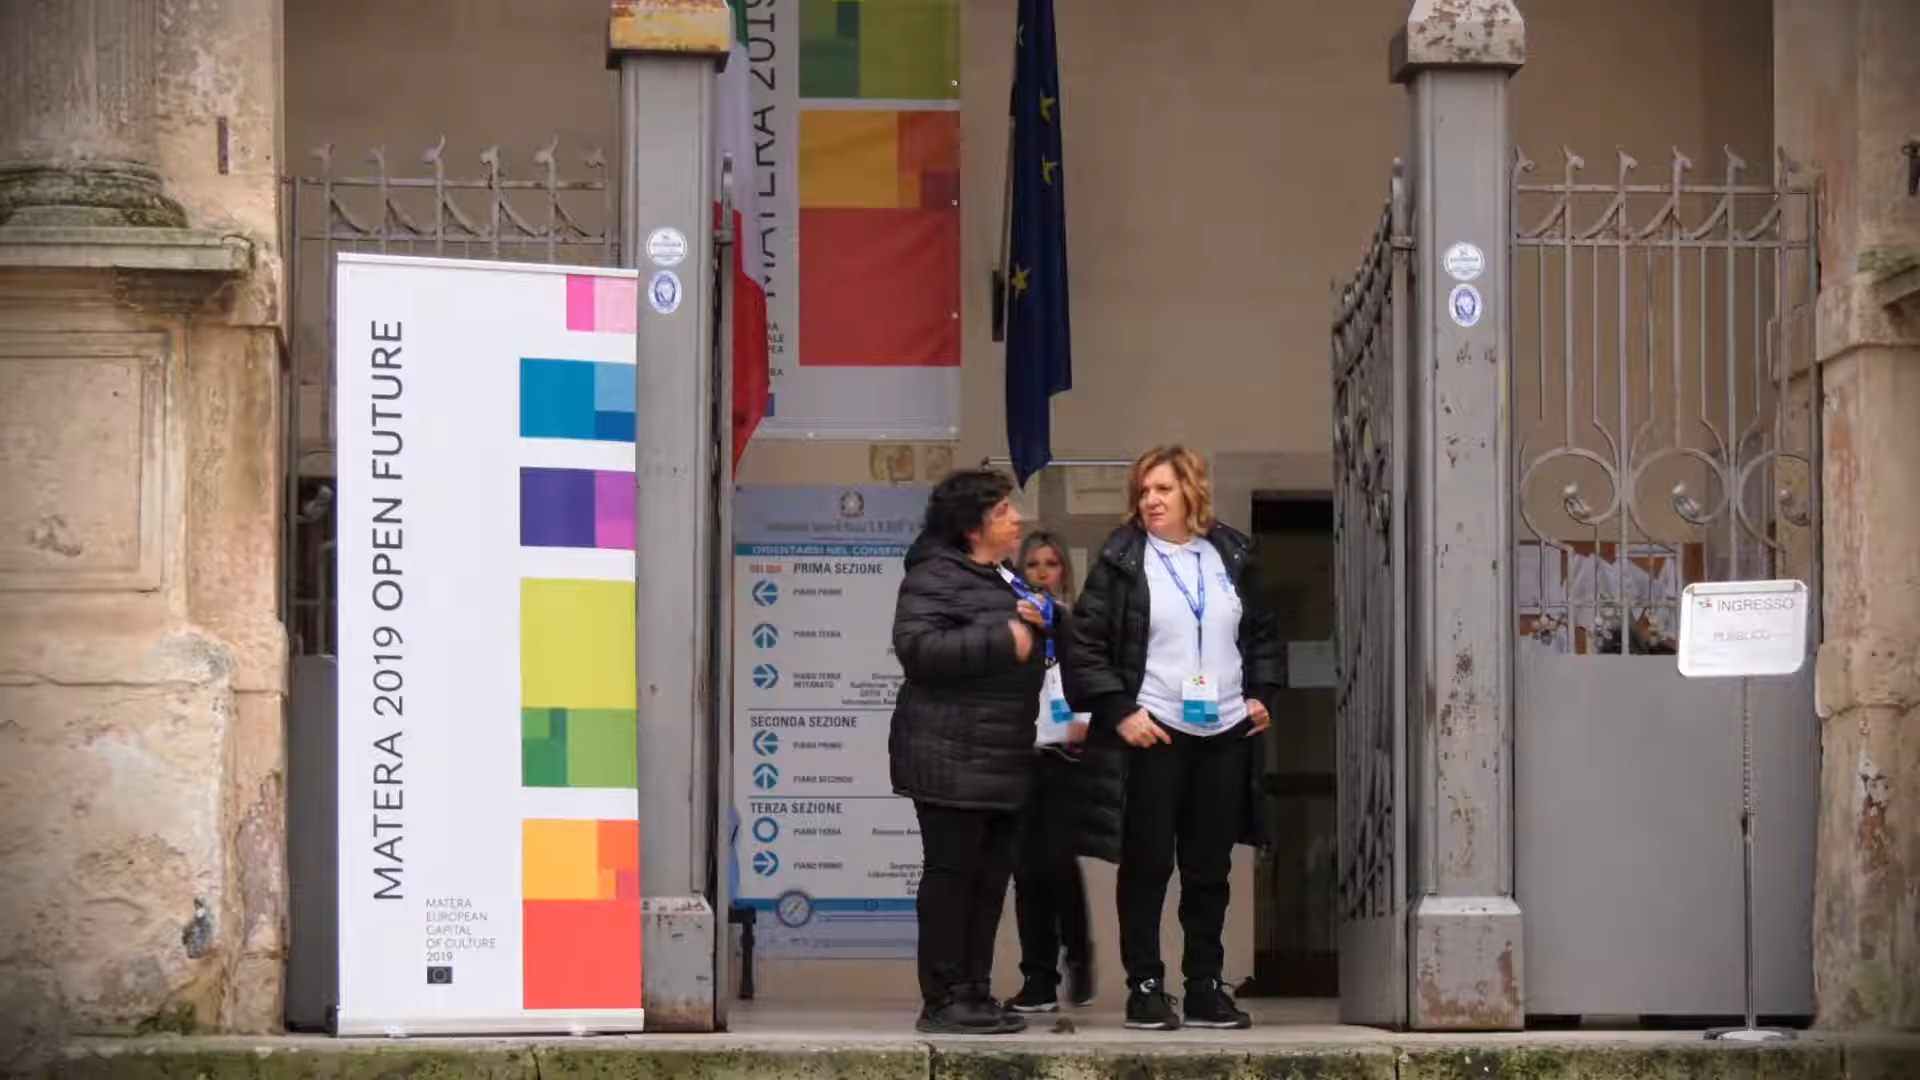 MATERA 2019 OPEN FUTURE
MATERA
EUROPEAN
CAPITAL
OF CULTURE
2019
MATERA 2019
ORIENTARSI NEL CONSERV
PRIMA SEZIONE
PIANO PRIMO
PIANO TERRA
PIANO TERRA
INTERRATO
SECONDA SEZIONE
PIANO PRIMO
PIANO SECONDO
TERZA SEZIONE
PIANO TERRA
PIANO PRIMO
INGRESSO
PUBBLICO